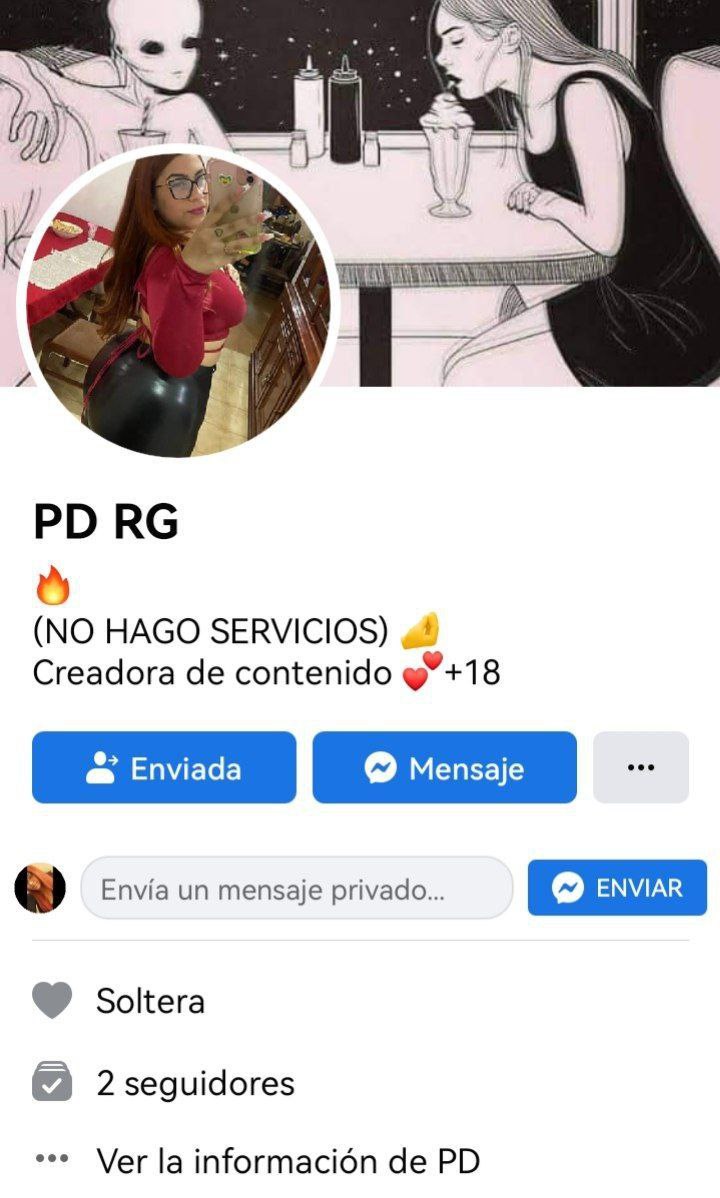 PD RG
🔥
(NO HAGO SERVICIOS) 🤏
Creadora de contenido 💕+18
Enviada
Mensaje
...
Envía un mensaje privado...
ENVIAR
Soltera
2 seguidores
... Ver la información de PD